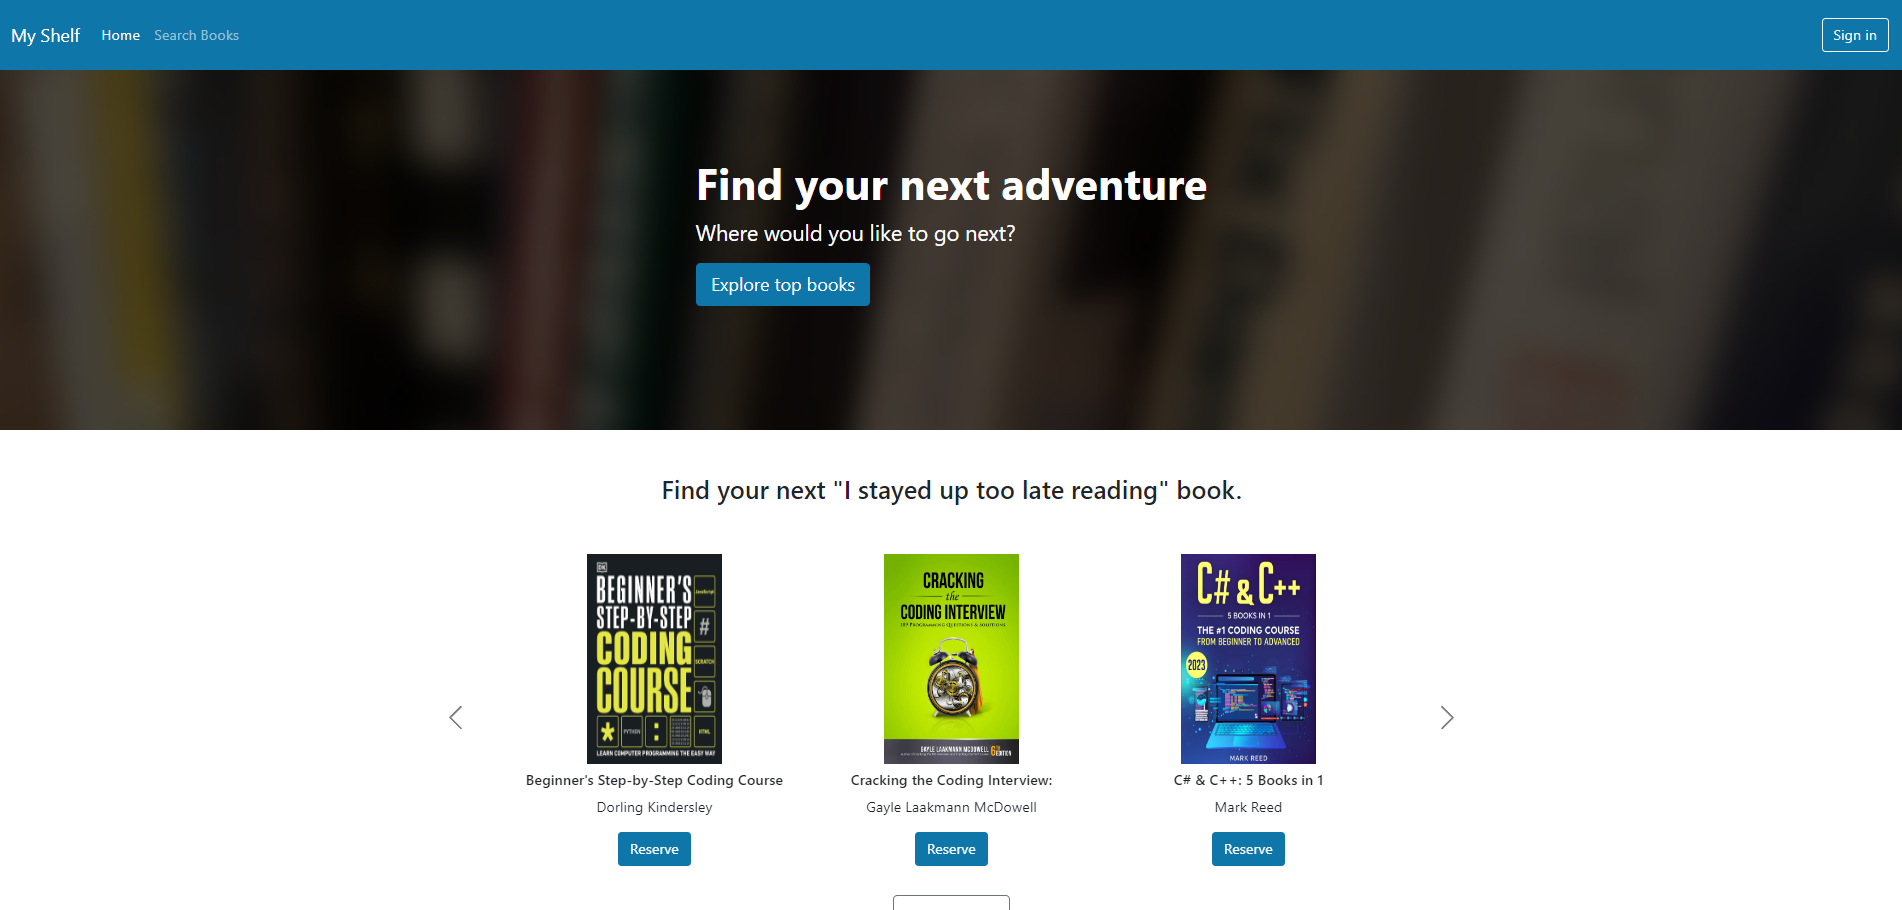 My Shelf Home Search Books Sign in
Find your next adventure
Where would you like to go next?
Explore top books
Find your next "I stayed up too late reading" book.
DK
BEGINNER'S
STEP-BY-STEP
CODING
COURSE
JavaScript
#
SCRATCH
* PYTHON : HTML
LEARN COMPUTER PROGRAMMING THE EASY WAY
CRACKING
the
CODING INTERVIEW
189 PROGRAMMING QUESTIONS & SOLUTIONS
GAYLE LAAKMANN MCDOWELL 6TH EDITION
C# & C++
5 BOOKS IN 1
THE #1 CODING COURSE
FROM BEGINNER TO ADVANCED
2023
MARK REED
Beginner's Step-by-Step Coding Course
Dorling Kindersley
Reserve
Cracking the Coding Interview:
Gayle Laakmann McDowell
Reserve
C# & C++: 5 Books in 1
Mark Reed
Reserve